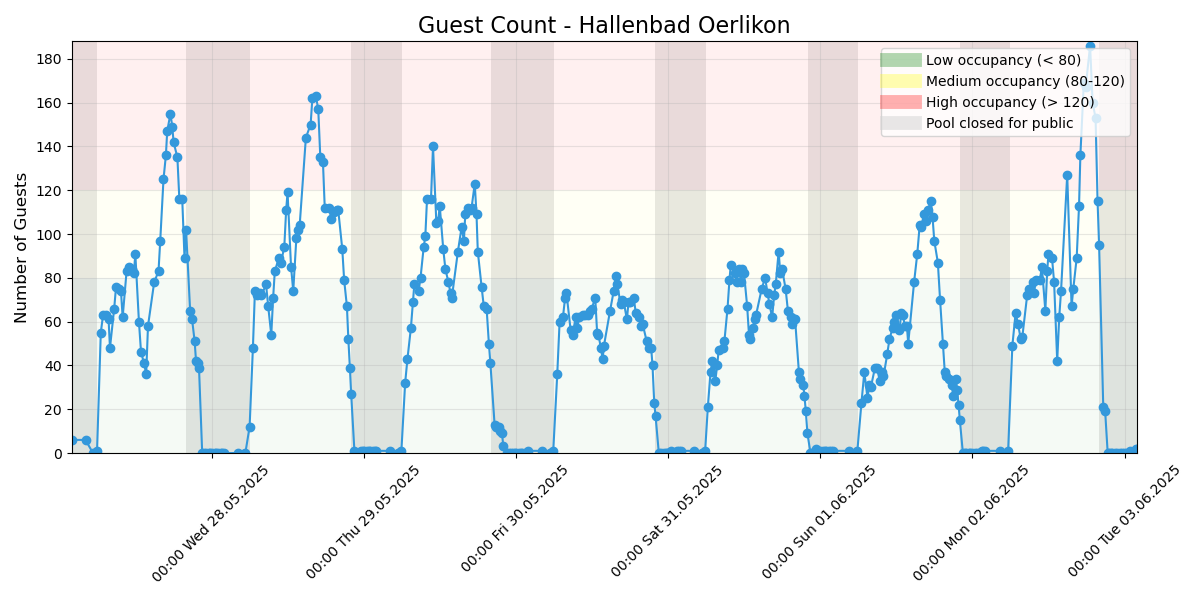 Guest Count - Hallenbad Oerlikon
Number of Guests
180
160
140
120
100
80
60
40
20
0
Low occupancy (< 80)
Medium occupancy (80-120)
High occupancy (> 120)
Pool closed for public
00:00 Wed 28.05.2025
00:00 Thu 29.05.2025
00:00 Fri 30.05.2025
00:00 Sat 31.05.2025
00:00 Sun 01.06.2025
00:00 Mon 02.06.2025
00:00 Tue 03.06.2025